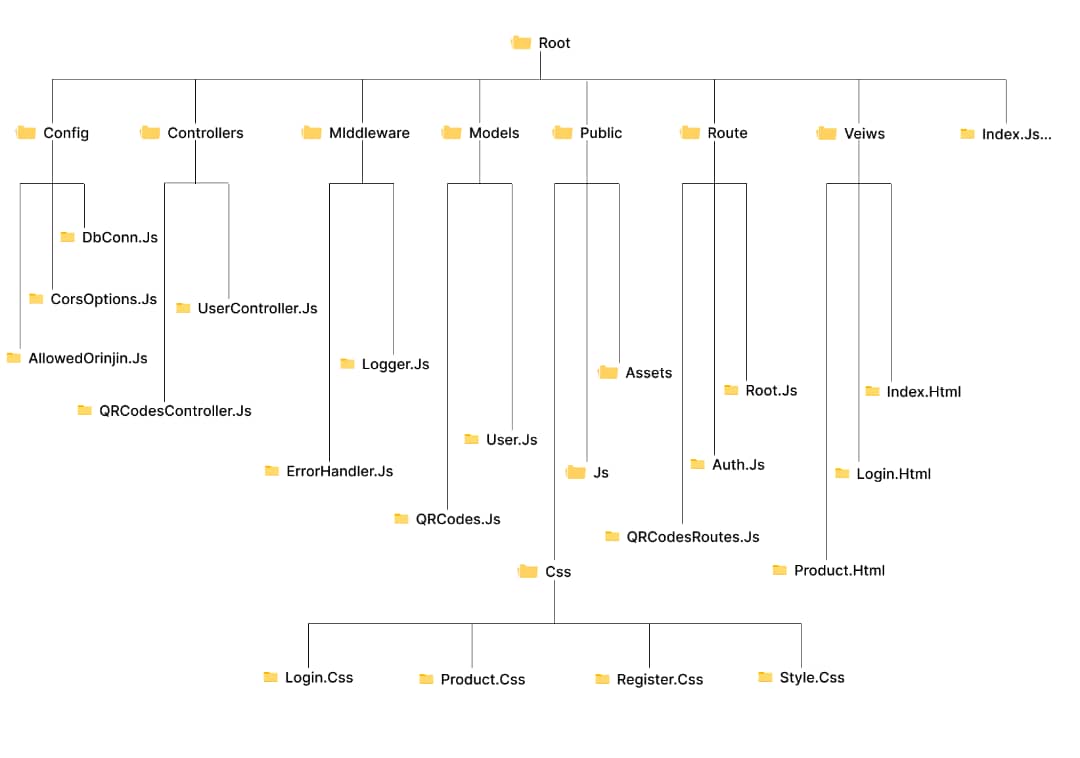 Root
Config
Controllers
MIddleware
Models
Public
Route
Veiws
Index.Js...
DbConn.Js
CorsOptions.Js
UserController.Js
AllowedOrinjin.Js
Logger.Js
Assets
Root.Js
Index.Html
QRCodesController.Js
User.Js
ErrorHandler.Js
Js
Auth.Js
Login.Html
QRCodes.Js
QRCodesRoutes.Js
Css
Product.Html
Login.Css
Product.Css
Register.Css
Style.Css